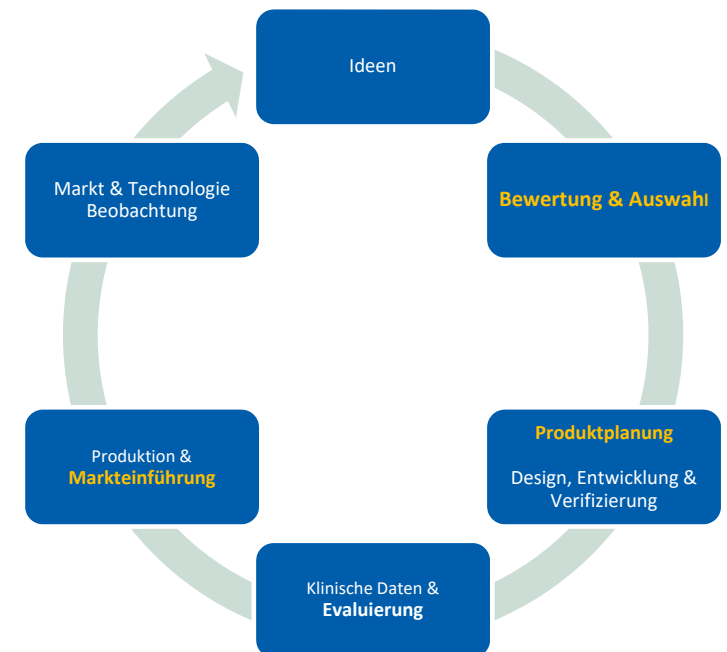 Ideen
Bewertung & Auswahl
Produktplanung
Design, Entwicklung &
Verifizierung
Klinische Daten &
Evaluierung
Produktion &
Markteinführung
Markt & Technologie
Beobachtung